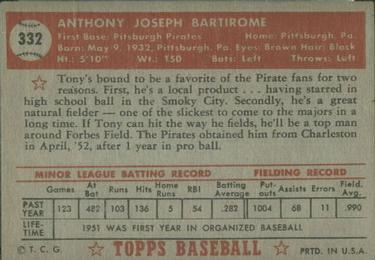 332
ANTHONY JOSEPH BARTIROME
First Base: Pittsburgh Pirates Home: Pittsburgh, Pa.
Born: May 9, 1932, Pittsburgh, Pa. Eyes: Brown Hair: Black
Ht.: 5'10" Wt.: 150 Bats: Left Throws: Left
Tony's bound to be a favorite of the Pirate fans for two
reasons. First, he's a local product . . . having starred in
high school ball in the Smoky City. Secondly, he's a great
natural fielder — one of the slickest to come to the majors in
a long time. If Tony can hit the way he fields, he'll be a top man
around Forbes Field. The Pirates obtained him from Charleston
in April, '52, after 1 year in pro ball.
MINOR LEAGUE BATTING RECORD FIELDING RECORD
Games At Bat Runs Hits Home Runs RBI Batting Average Put-outs Assists Errors Field. Avg.
PAST YEAR 123 482 103 136 5 54 .282 1004 68 11 .990
LIFE-TIME 1951 WAS FIRST YEAR IN ORGANIZED BASEBALL
© T. C. G. TOPPS BASEBALL PRTD. IN U.S.A.